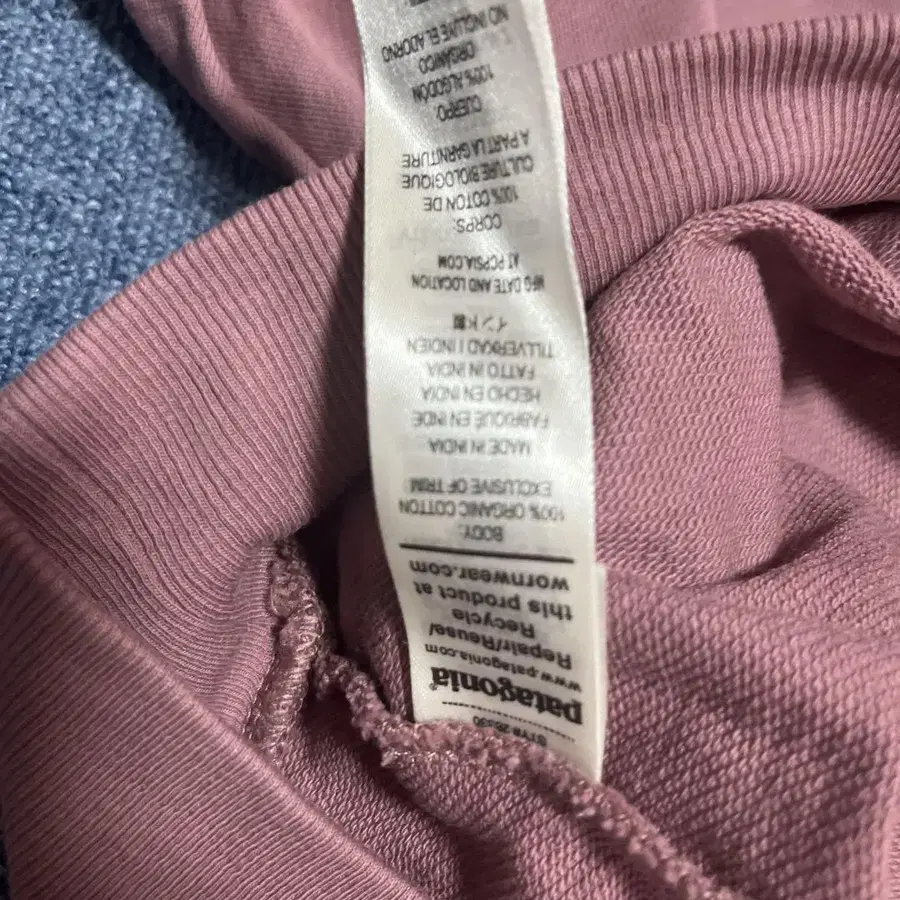 patagonia®
www.patagonia.com
Repair/Reuse/
Recycle
this product at
wornwear.com
BODY:
100% ORGANIC COTTON
EXCLUSIVE OF TRIM
MADE IN INDIA
FABRIQUÉ EN INDE
HECHO EN INDIA
FATTO IN INDIA
TILLVERKAD I INDIEN
インド製
MFG DATE AND LOCATION
AT PCPSIA.COM
CORPS:
100% COTON DE
CULTURE BIOLOGIQUE
A PART LA GARNITURE
CUERPO:
100% ALGODÓN
ORGÁNICO
NO INCLUYE EL ADORNO